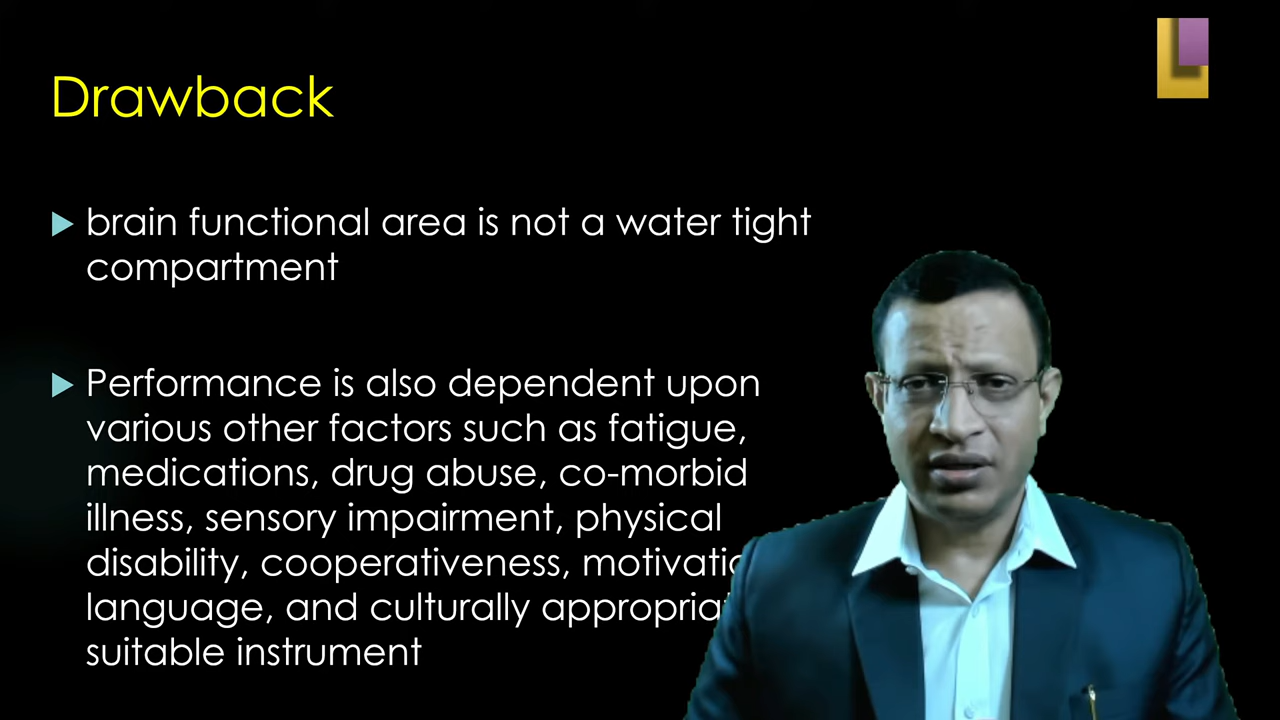 Drawback
brain functional area is not a water tight
compartment
Performance is also dependent upon
various other factors such as fatigue,
medications, drug abuse, co-morbid
illness, sensory impairment, physical
disability, cooperativeness,
language, and culturally
suitable instrument